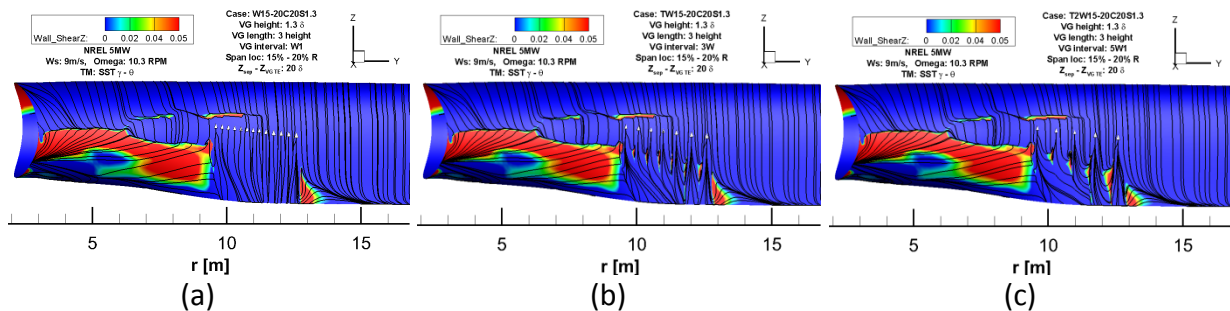 Case: W15-20C20S1.3
VG height: 1.3 δ
VG length: 3 height
VG interval: W1
Span loc: 15% - 20% R
Z_sep - Z_VG TE: 20 δ
0 0.02 0.04 0.05
Wall_ShearZ:
NREL 5MW
Ws: 9m/s, Omega: 10.3 RPM
TM: SST γ - θ
Z
X
Y
5 10 15
r [m]
(a)
Case: TW15-20C20S1.3
VG height: 1.3 δ
VG length: 3 height
VG interval: 3W
Span loc: 15% - 20% R
Z_sep - Z_VG TE: 20 δ
0 0.02 0.04 0.05
Wall_ShearZ:
NREL 5MW
Ws: 9m/s, Omega: 10.3 RPM
TM: SST γ - θ
Z
X
Y
5 10 15
r [m]
(b)
Case: T2W15-20C20S1.3
VG height: 1.3 δ
VG length: 3 height
VG interval: 5W1
Span loc: 15% - 20% R
Z_sep - Z_VG TE: 20 δ
0 0.02 0.04 0.05
Wall_ShearZ:
NREL 5MW
Ws: 9m/s, Omega: 10.3 RPM
TM: SST γ - θ
Z
X
Y
5 10 15
r [m]
(c)